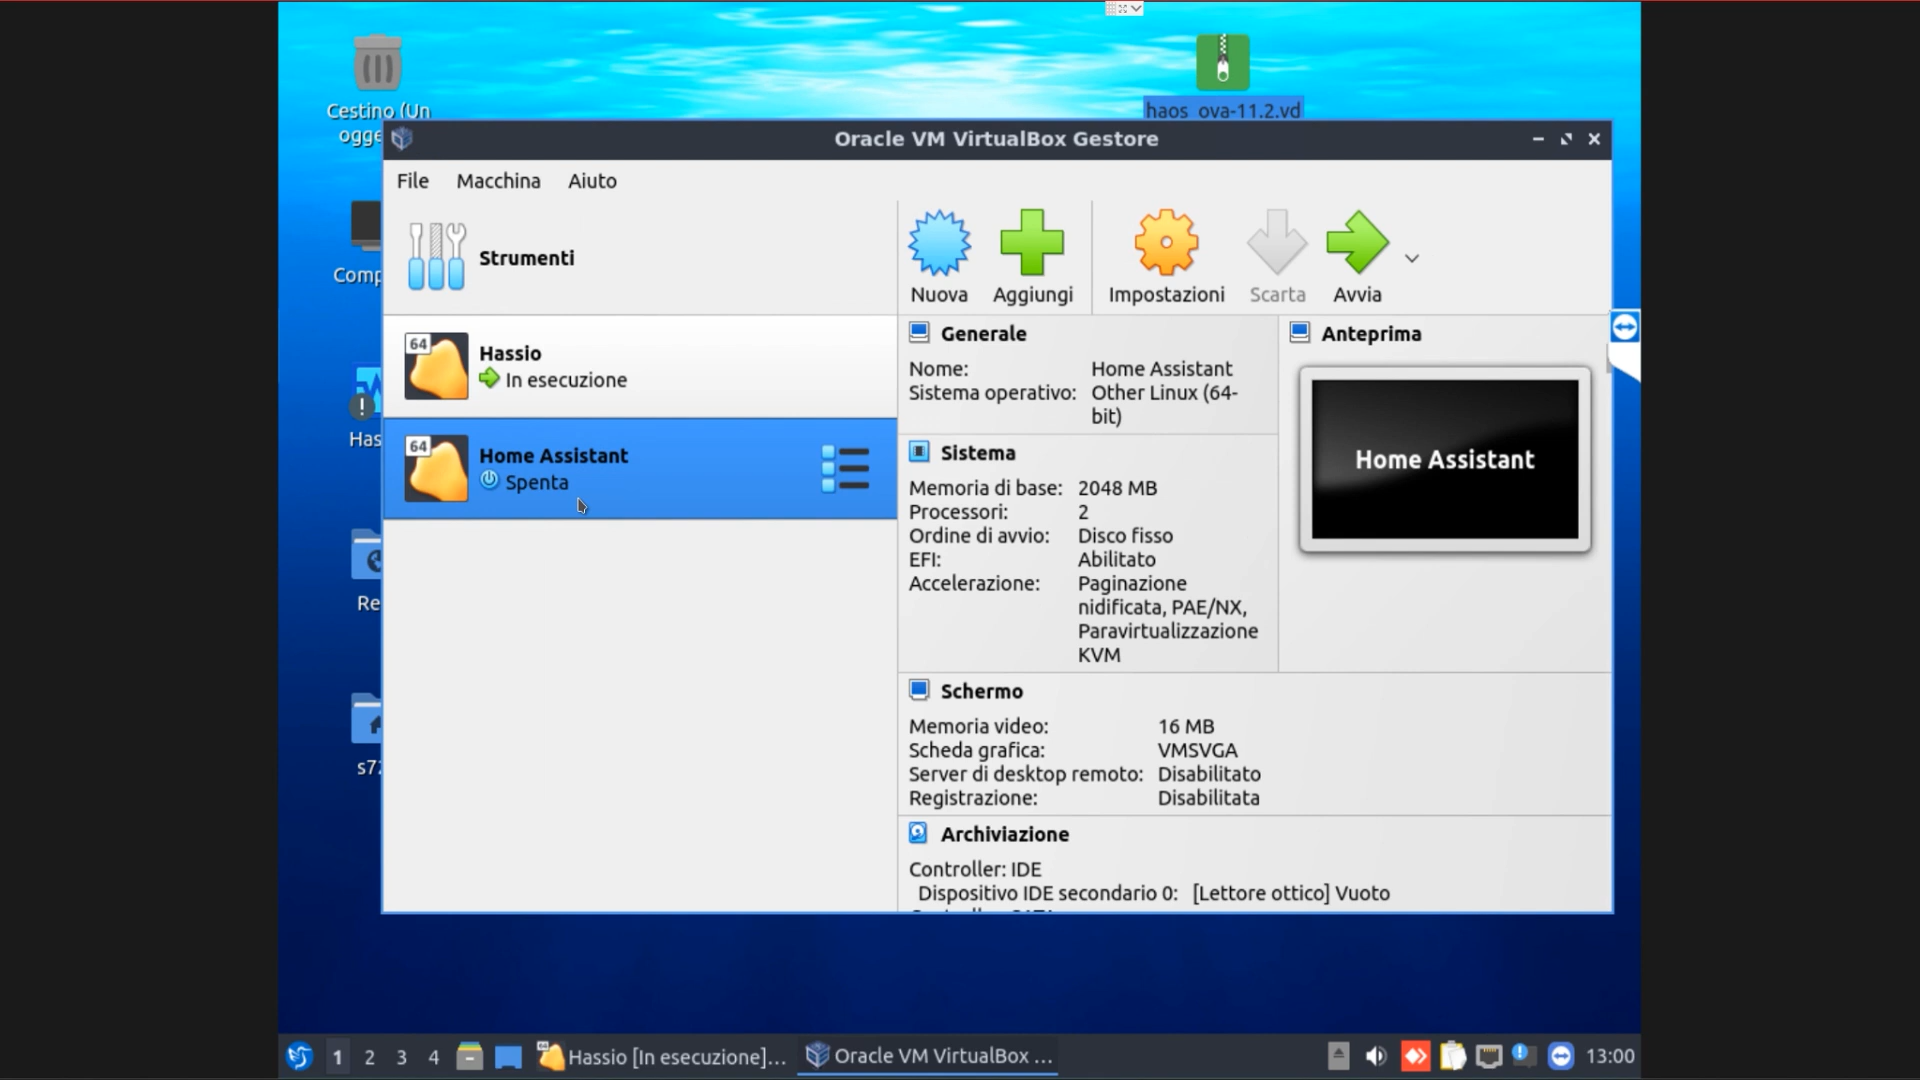 Cestino (Un
ogge
haos_ova-11.2.vd
Comp
Has
Re
s7
Oracle VM VirtualBox Gestore
File Macchina Aiuto
Strumenti
Nuova Aggiungi Impostazioni Scarta Avvia
64 Hassio
In esecuzione
64 Home Assistant
Spenta
Generale
Nome: Home Assistant
Sistema operativo: Other Linux (64-
bit)
Sistema
Memoria di base: 2048 MB
Processori: 2
Ordine di avvio: Disco fisso
EFI: Abilitato
Accelerazione: Paginazione
nidificata, PAE/NX,
Paravirtualizzazione
KVM
Anteprima
Home Assistant
Schermo
Memoria video: 16 MB
Scheda grafica: VMSVGA
Server di desktop remoto: Disabilitato
Registrazione: Disabilitata
Archiviazione
Controller: IDE
Dispositivo IDE secondario 0: [Lettore ottico] Vuoto
1 2 3 4 64 Hassio [In esecuzione]... Oracle VM VirtualBox ... 13:00